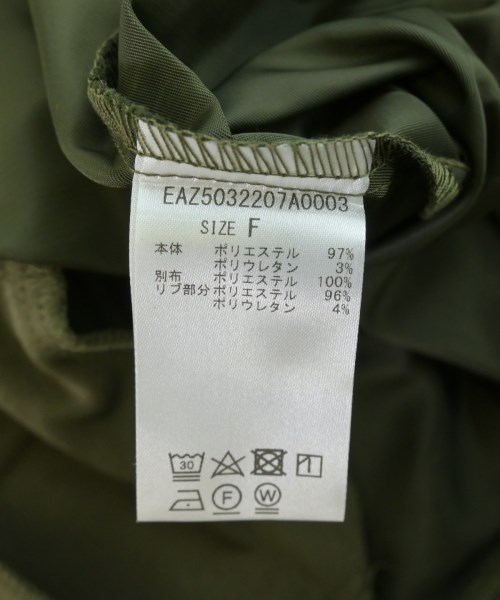 EAZ5032207A0003
SIZE F
本体 ポリエステル 97%
ポリウレタン 3%
別布 ポリエステル 100%
リブ部分 ポリエステル 96%
ポリウレタン 4%
30
F W